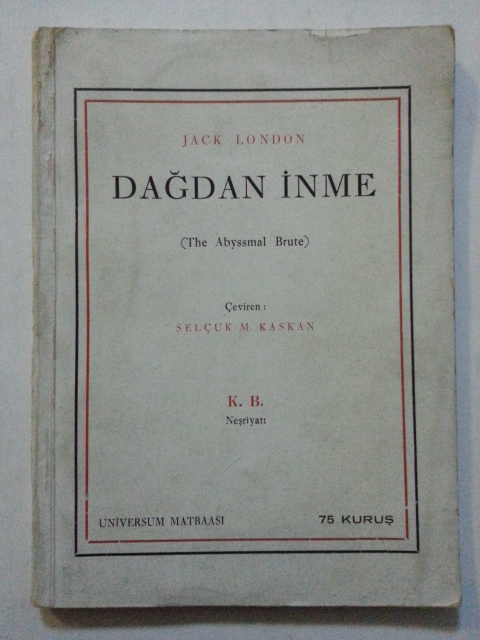 JACK LONDON
DAĞDAN İNME
(The Abyssmal Brute)
Çeviren :
SELÇUK M. KASKAN
K. B.
Neşriyatı
UNİVERSUM MATBAASI
75 KURUŞ